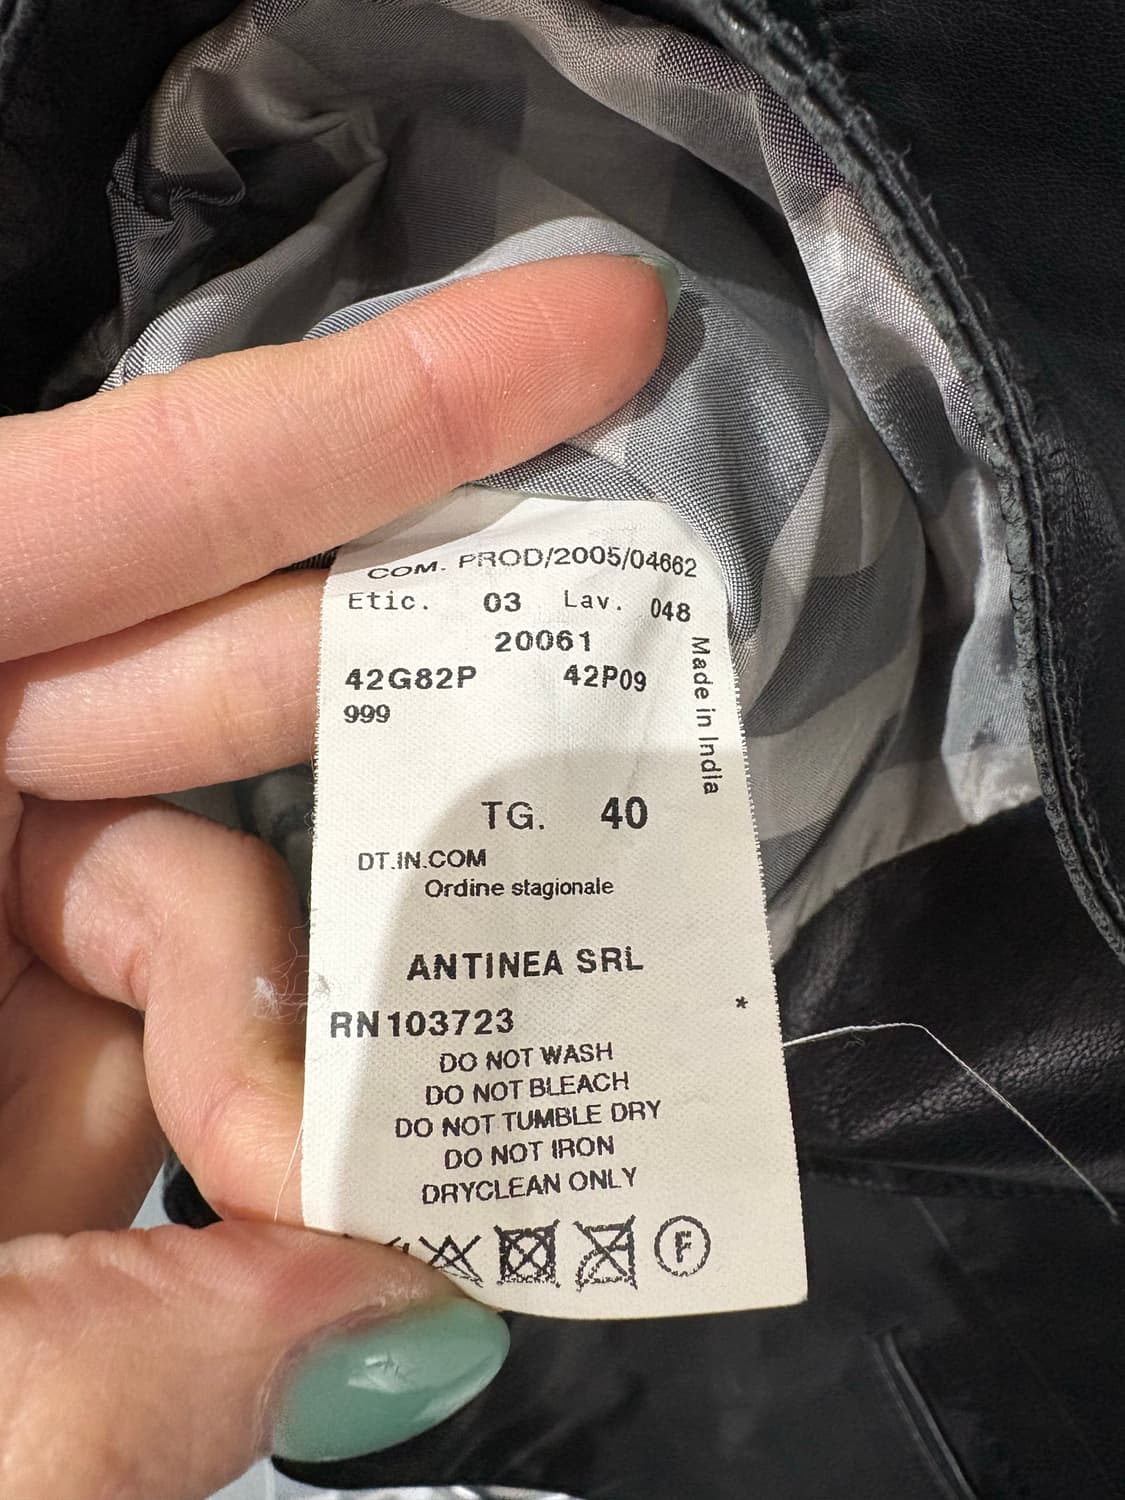 COM. PROD/2005/04662
Etic. 03 Lav. 048
20061
42G82P 42P09
999
Made in India
TG. 40
DT.IN.COM
Ordine stagionale
ANTINEA SRL
*
RN103723
DO NOT WASH
DO NOT BLEACH
DO NOT TUMBLE DRY
DO NOT IRON
DRYCLEAN ONLY
F